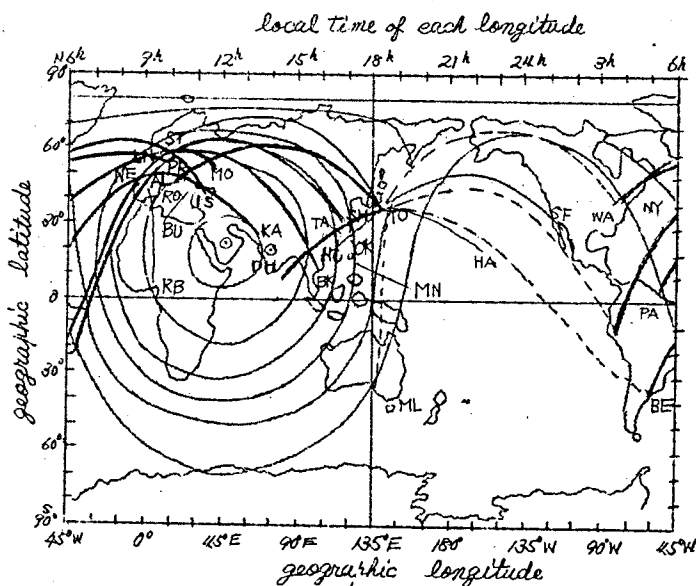 local time of each longitude
N 6h 9h 12h 15h 18h 21h 24h 3h 6h
90°
60°
ST
NE MO
RO US WA NY
30° TA SH TO SF
BU KA OK
DH HA
RB BK MN
0° PA
30°
ML BE
60°
S 90°
45°W 0° 45°E 90°E 135°E 180° 135°W 90°W 45°W
geographic longitude
geographic latitude